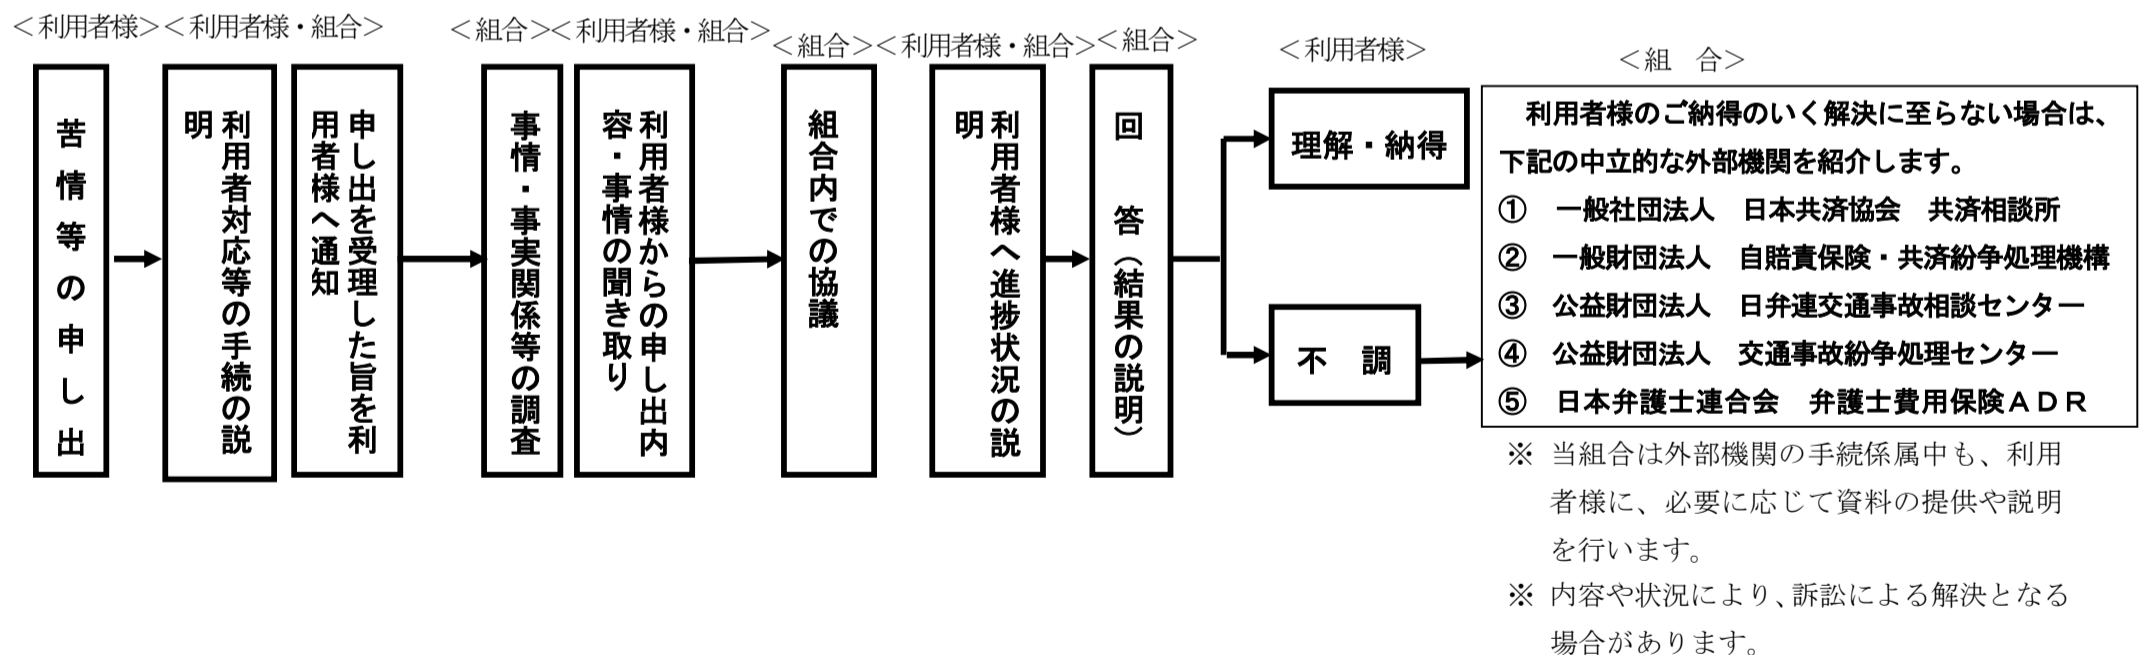 ＜利用者様＞＜利用者様・組合＞
＜組合＞＜利用者様・組合＞
＜組合＞＜利用者様・組合＞
＜組合＞
＜利用者様＞
＜組　合＞
苦情等の申し出
利用者対応等の手続の説
明
申し出を受理した旨を利
用者様へ通知
事情・事実関係等の調査
利用者様からの申し出内
容・事情の聞き取り
組合内での協議
利用者様へ進捗状況の説
明
回　答（結果の説明）
理解・納得
不　調
利用者様のご納得のいく解決に至らない場合は、
下記の中立的な外部機関を紹介します。
①　一般社団法人　日本共済協会　共済相談所
②　一般財団法人　自賠責保険・共済紛争処理機構
③　公益財団法人　日弁連交通事故相談センター
④　公益財団法人　交通事故紛争処理センター
⑤　日本弁護士連合会　弁護士費用保険ＡＤＲ
※ 当組合は外部機関の手続係属中も、利用
者様に、必要に応じて資料の提供や説明
を行います。
※ 内容や状況により、訴訟による解決となる
場合があります。